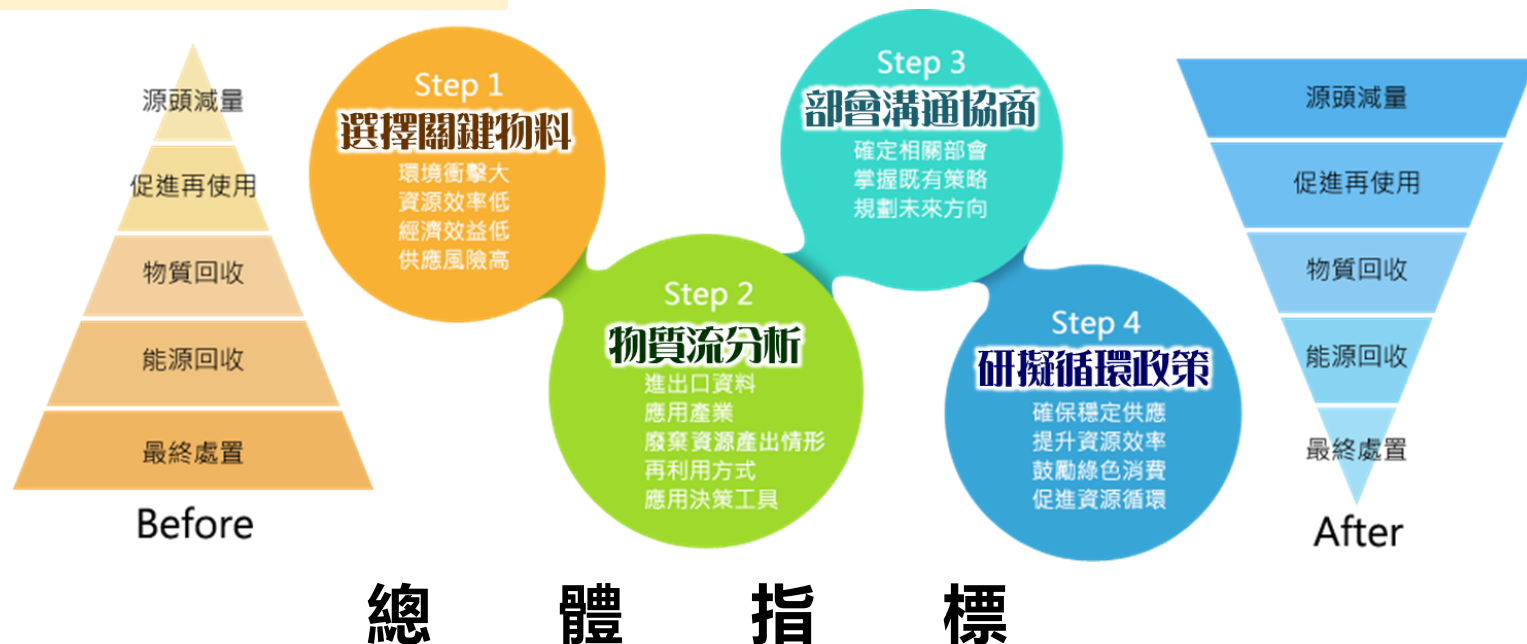 源頭減量
促進再使用
物質回收
能源回收
最終處置
Before
Step 1
選擇關鍵物料
環境衝擊大
資源效率低
經濟效益低
供應風險高
Step 2
物質流分析
進出口資料
應用產業
廢棄資源產出情形
再利用方式
應用決策工具
Step 3
部會溝通協商
確定相關部會
掌握既有策略
規劃未來方向
Step 4
研擬循環政策
確保穩定供應
提升資源效率
鼓勵綠色消費
促進資源循環
源頭減量
促進再使用
物質回收
能源回收
最終處置
After
總體指標